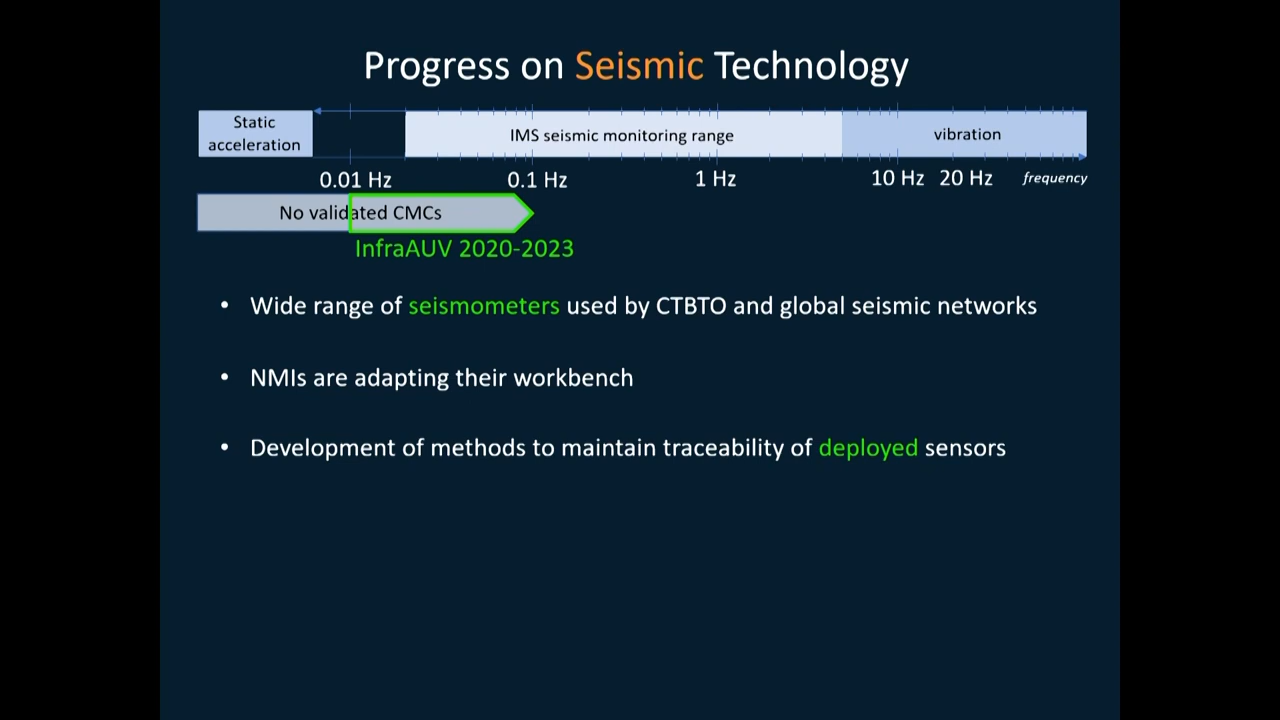 Progress on Seismic Technology
Static
acceleration
IMS seismic monitoring range
vibration
0.01 Hz
0.1 Hz
1 Hz
10 Hz
20 Hz
frequency
No validated CMCs
InfraAUV 2020-2023
• Wide range of seismometers used by CTBTO and global seismic networks
• NMIs are adapting their workbench
• Development of methods to maintain traceability of deployed sensors